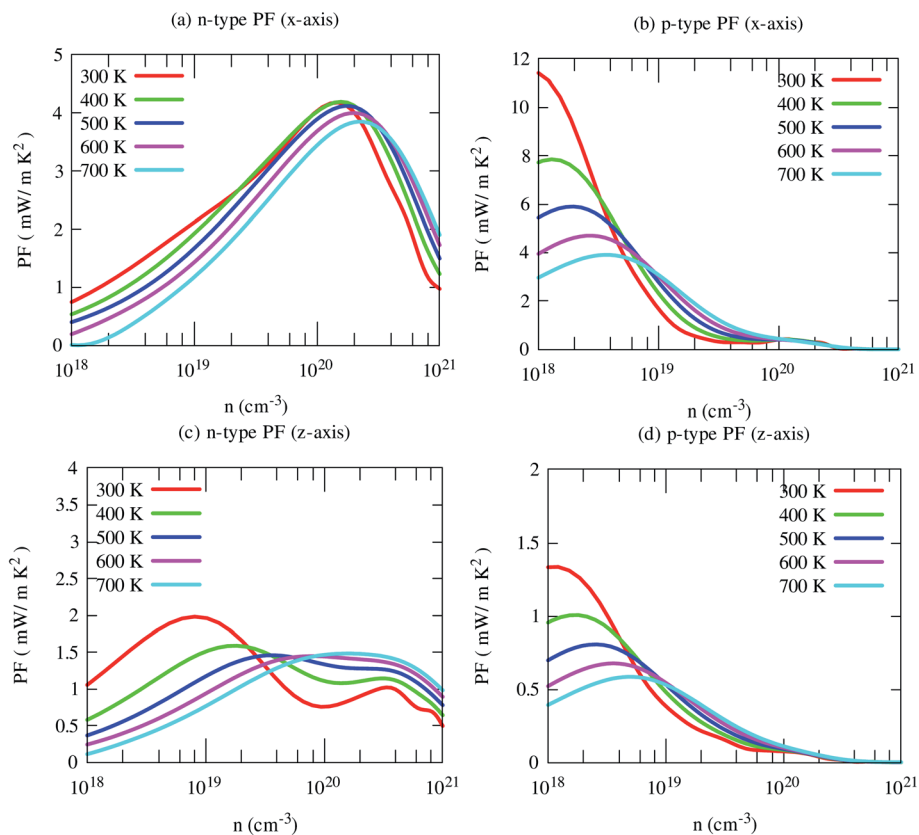 (a) n-type PF (x-axis)
PF ( mW/ m K²)
5
4
3
2
1
0
300 K
400 K
500 K
600 K
700 K
10¹⁸ 10¹⁹ 10²⁰ 10²¹
n (cm⁻³)
(b) p-type PF (x-axis)
PF ( mW/ m K²)
12
10
8
6
4
2
0
300 K
400 K
500 K
600 K
700 K
10¹⁸ 10¹⁹ 10²⁰ 10²¹
n (cm⁻³)
(c) n-type PF (z-axis)
PF ( mW/ m K²)
4
3.5
3
2.5
2
1.5
1
0.5
0
300 K
400 K
500 K
600 K
700 K
10¹⁸ 10¹⁹ 10²⁰ 10²¹
n (cm⁻³)
(d) p-type PF (z-axis)
PF ( mW/ m K²)
2
1.5
1
0.5
0
300 K
400 K
500 K
600 K
700 K
10¹⁸ 10¹⁹ 10²⁰ 10²¹
n (cm⁻³)